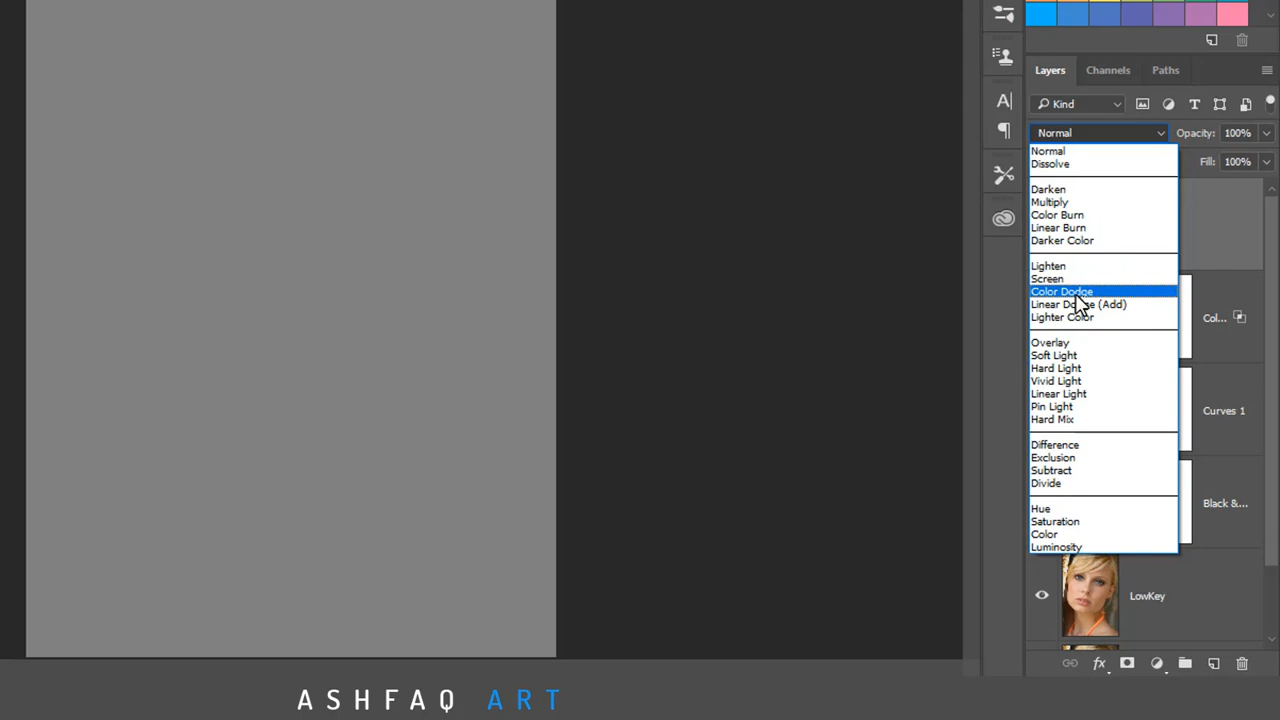 Layers Channels Paths
Kind
Normal Opacity: 100%
Fill: 100%
Normal
Dissolve
Darken
Multiply
Color Burn
Linear Burn
Darker Color
Lighten
Screen
Color Dodge
Linear Dodge (Add)
Lighter Color
Overlay
Soft Light
Hard Light
Vivid Light
Linear Light
Pin Light
Hard Mix
Difference
Exclusion
Subtract
Divide
Hue
Saturation
Color
Luminosity
Col...
Curves 1
Black &...
LowKey
fx
ASHFAQ ART